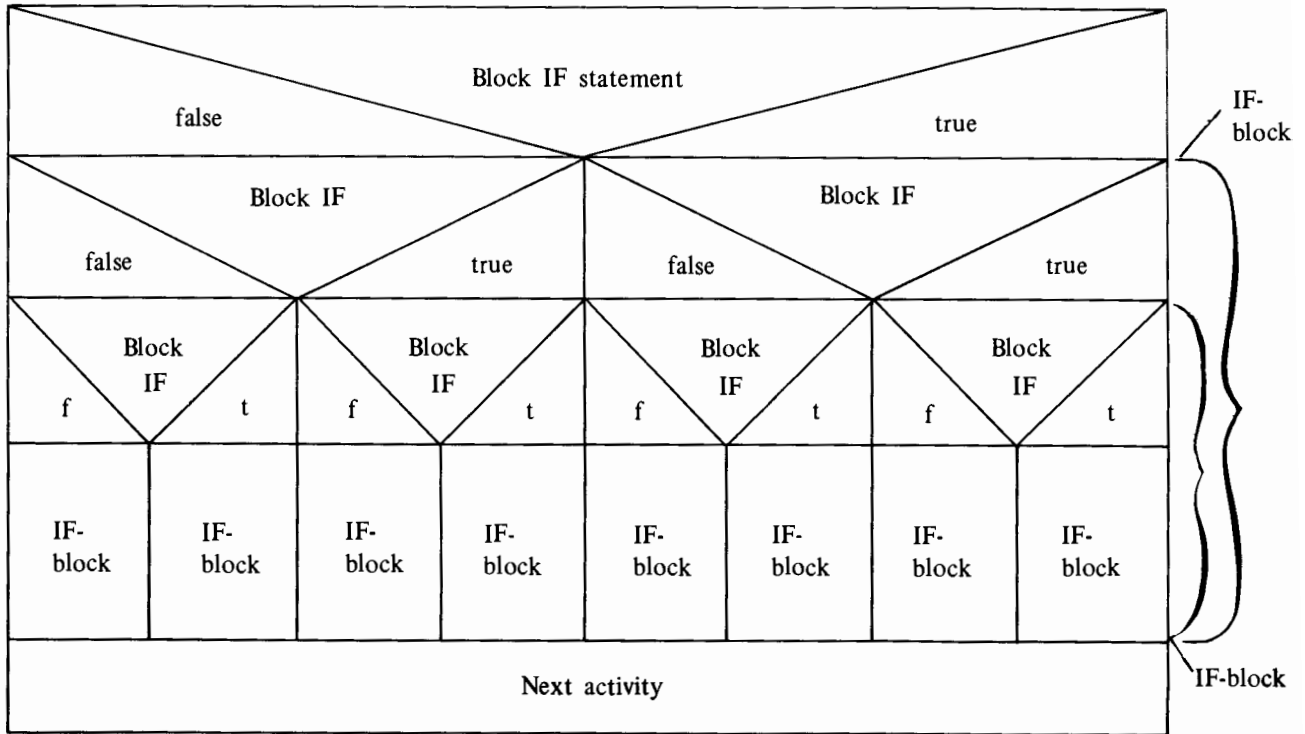 Block IF statement
false
true
IF-
block
Block IF
Block IF
false
true
false
true
Block
IF
Block
IF
Block
IF
Block
IF
f
t
f
t
f
t
f
t
IF-
block
IF-
block
IF-
block
IF-
block
IF-
block
IF-
block
IF-
block
IF-
block
Next activity
IF-block